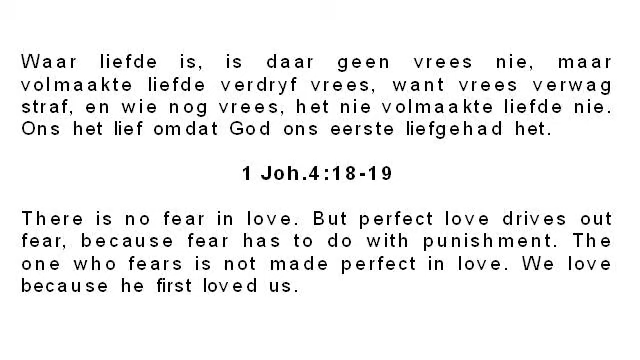 Waar liefde is, is daar geen vrees nie, maar
volmaakte liefde verdryf vrees, want vrees verwag
straf, en wie nog vrees, het nie volmaakte liefde nie.
Ons het lief omdat God ons eerste liefgehad het.
1 Joh.4:18-19
There is no fear in love. But perfect love drives out
fear, because fear has to do with punishment. The
one who fears is not made perfect in love. We love
because he first loved us.